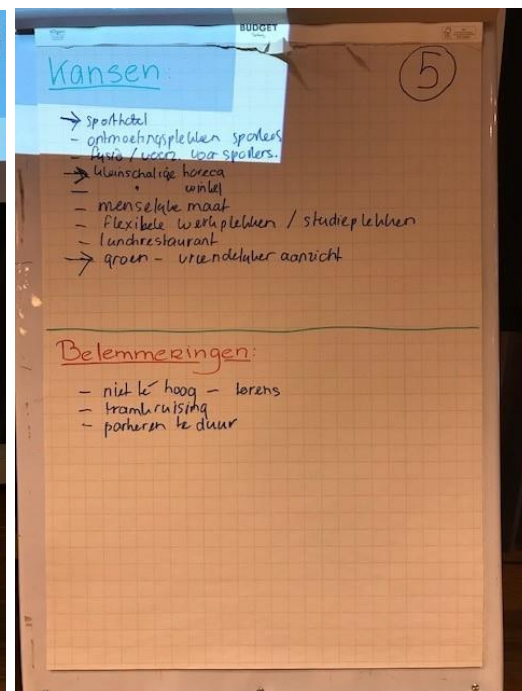 BUDGET
Kansen:
5
→ sporthotel
- ontmoetingsplekken sporters
- fysio / voorz. voor sporters.
→ kleinschalige horeca
- " winkel
- menselijke maat
- flexibele werkplekken / studieplekken
- lunchrestaurant
→ groen - vriendelijker aanzicht
Belemmeringen:
- niet té hoog - torens
- tramkruising
- parkeren te duur